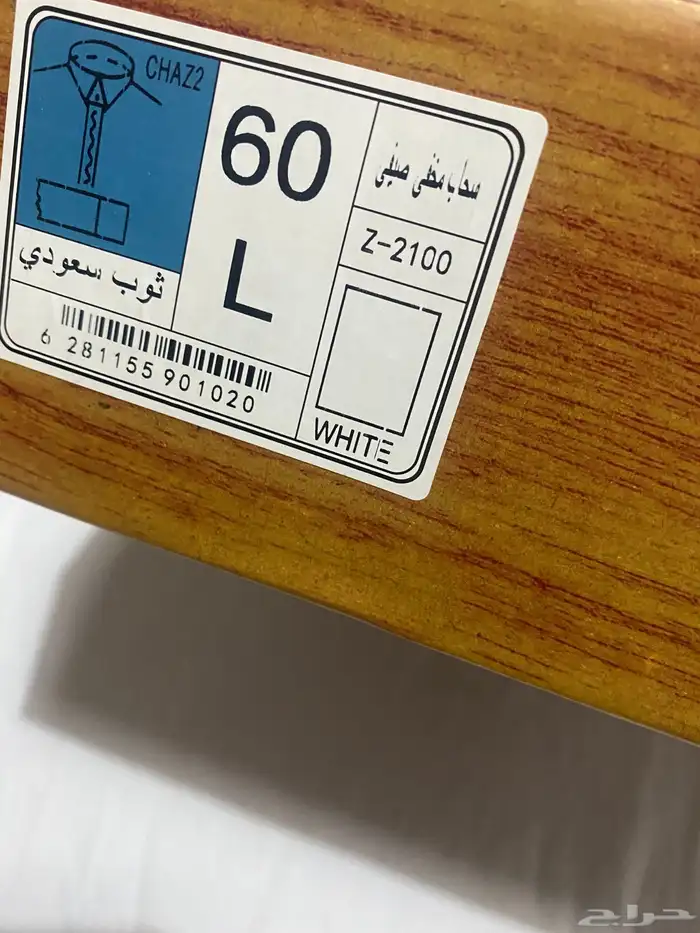 CHAZ2
60
L
سحاب مخفي صيفي
Z-2100
WHITE
ثوب سعودي
6 281155 901020
حراج